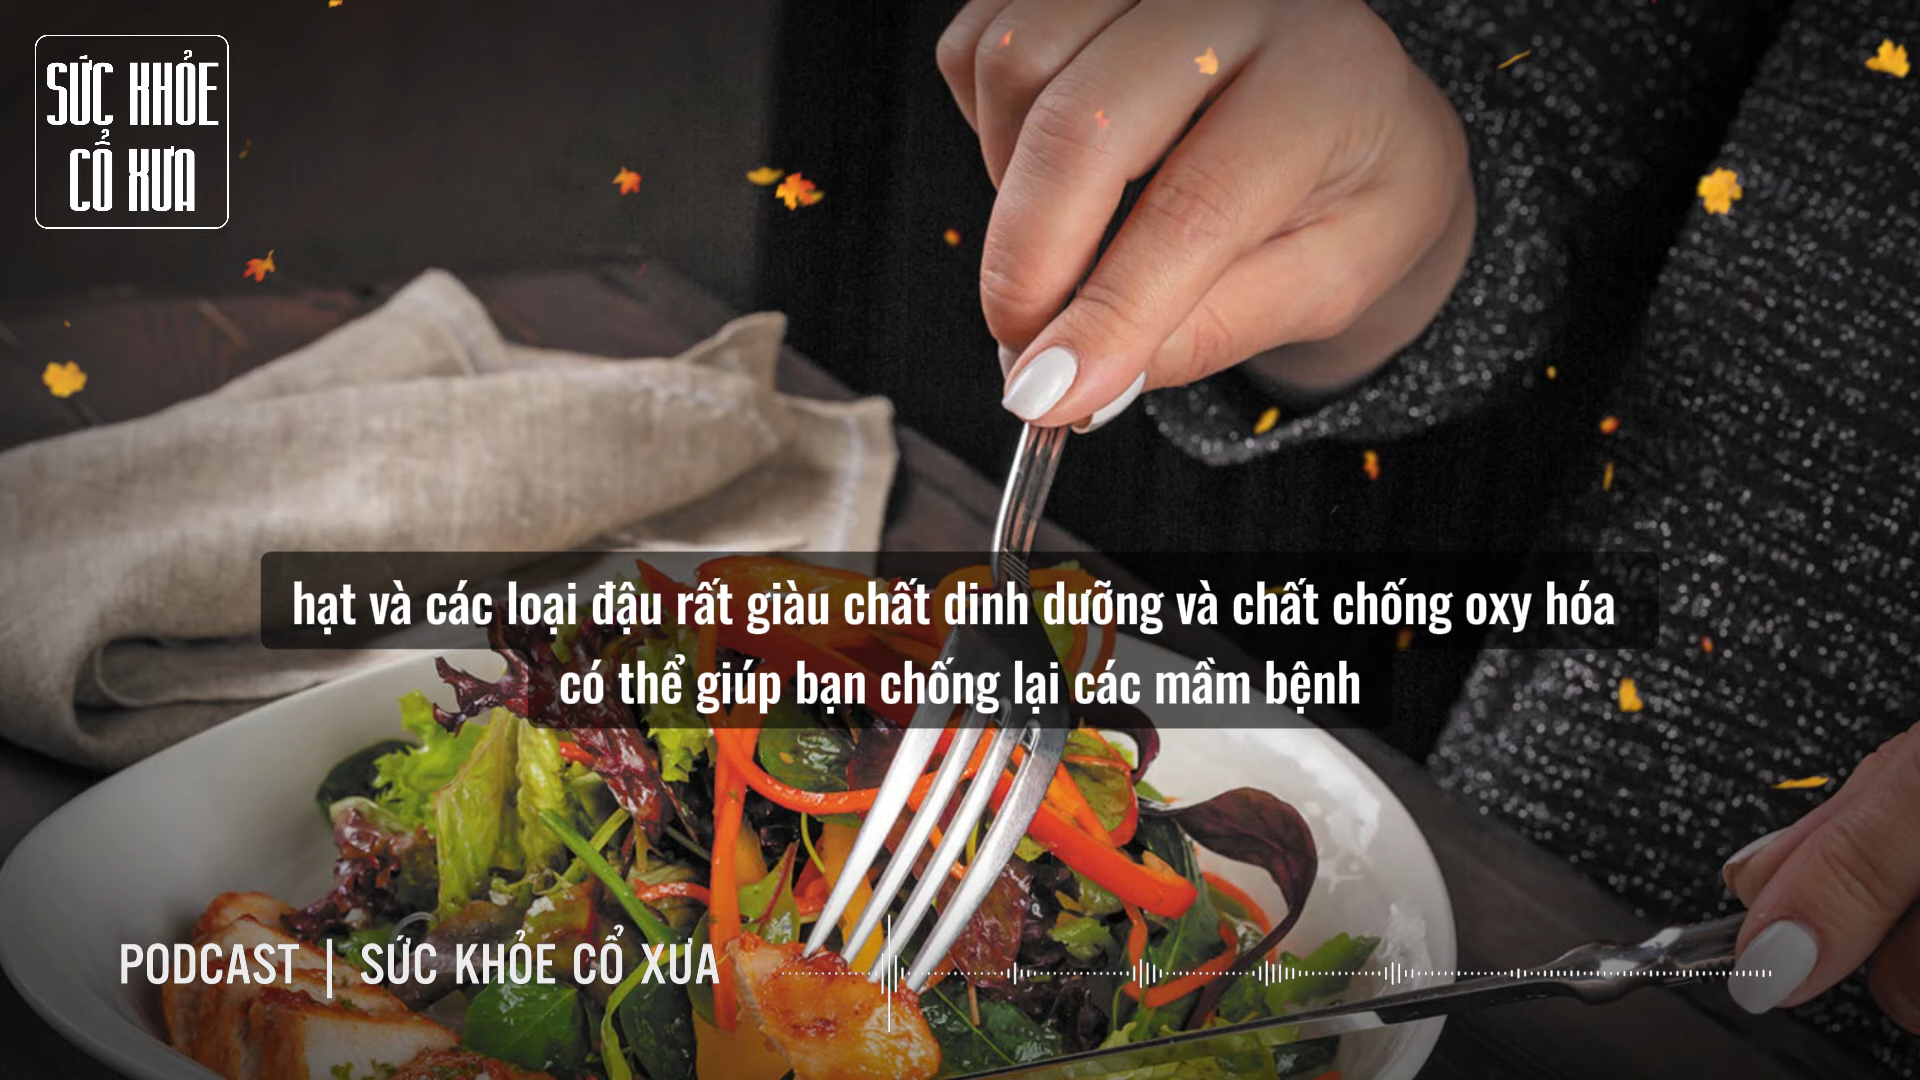 SỨC KHỎE
CỔ XƯA
hạt và các loại đậu rất giàu chất dinh dưỡng và chất chống oxy hóa
có thể giúp bạn chống lại các mầm bệnh
PODCAST | SỨC KHỎE CỔ XƯA